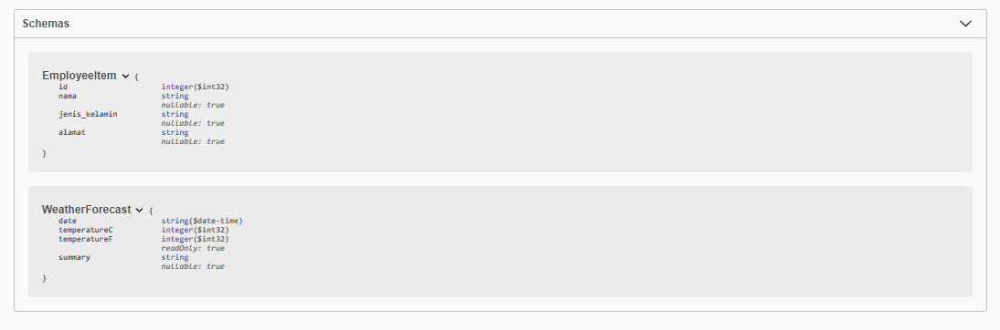 Schemas
EmployeeItem {
id integer($int32)
nama string
nullable: true
jenis_kelamin string
nullable: true
alamat string
nullable: true
}
WeatherForecast {
date string($date-time)
temperatureC integer($int32)
temperatureF integer($int32)
readOnly: true
summary string
nullable: true
}